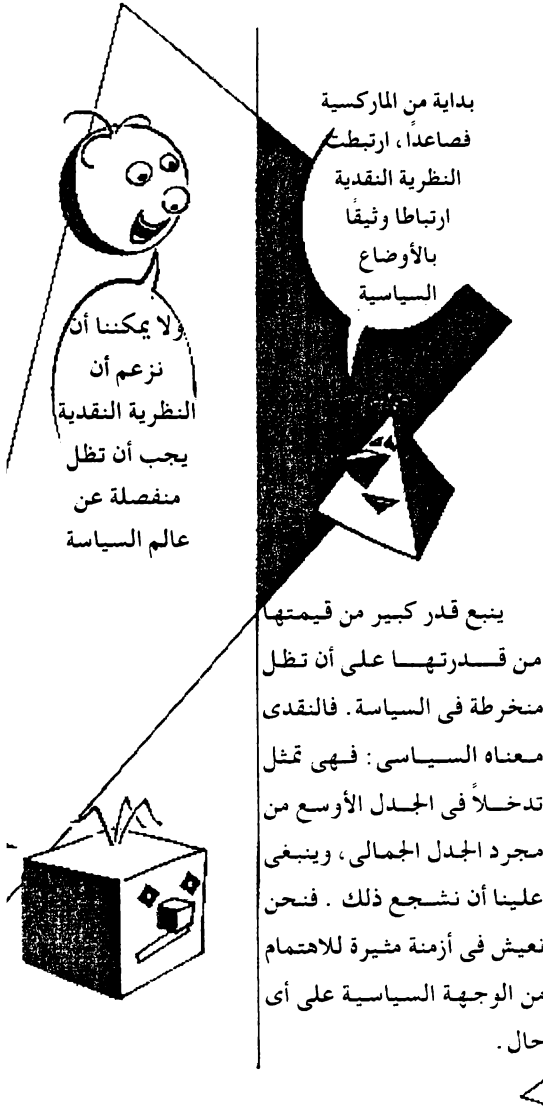 بداية من الماركسية
فصاعدًا، ارتبطت
النظرية النقدية
ارتباطا وثيقًا
بالأوضاع
السياسية
ولا يمكننا أن
نزعم أن
النظرية النقدية
يجب أن تظل
منفصلة عن
عالم السياسة
ينبع قدر كبير من قيمتها
من قدرتها على أن تظل
منخرطة فى السياسة. فالنقدى
معناه السياسى: فهى تمثل
تدخلاً فى الجدل الأوسع من
مجرد الجدل الجمالى، وينبغى
علينا أن نشجع ذلك . فنحن
نعيش فى أزمنة مثيرة للاهتمام
من الوجهة السياسية على أى
حال.